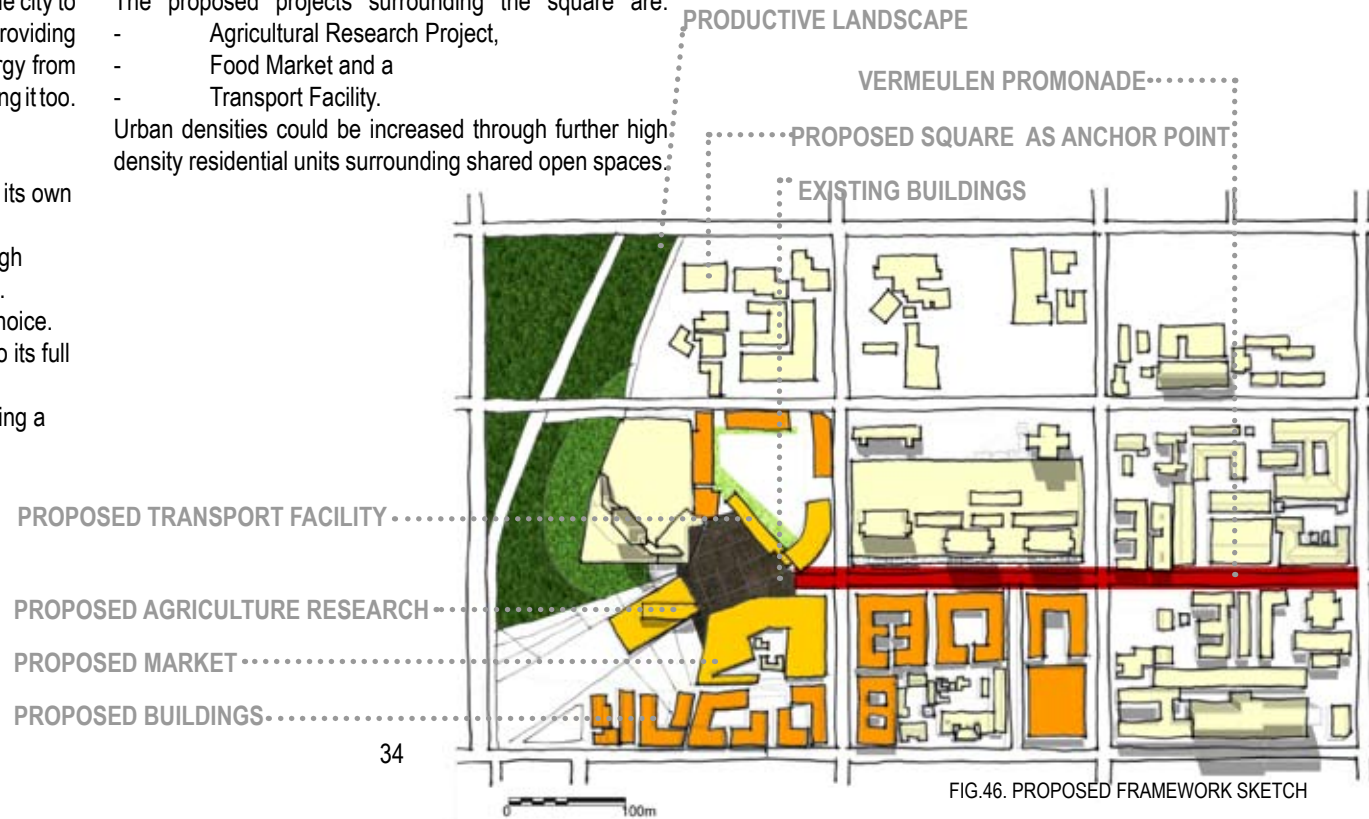 e city to
roviding
rgy from
ng it too.
its own
gh
.
hoice.
o its full
ing a
The proposed projects surrounding the square are:
- Agricultural Research Project,
- Food Market and a
- Transport Facility.
Urban densities could be increased through further high
density residential units surrounding shared open spaces.
PRODUCTIVE LANDSCAPE
VERMEULEN PROMONADE
PROPOSED SQUARE AS ANCHOR POINT
EXISTING BUILDINGS
PROPOSED TRANSPORT FACILITY
PROPOSED AGRICULTURE RESEARCH
PROPOSED MARKET
PROPOSED BUILDINGS
34
0 100m
FIG.46. PROPOSED FRAMEWORK SKETCH